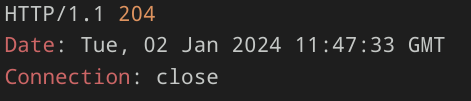 HTTP/1.1 204
Date: Tue, 02 Jan 2024 11:47:33 GMT
Connection: close